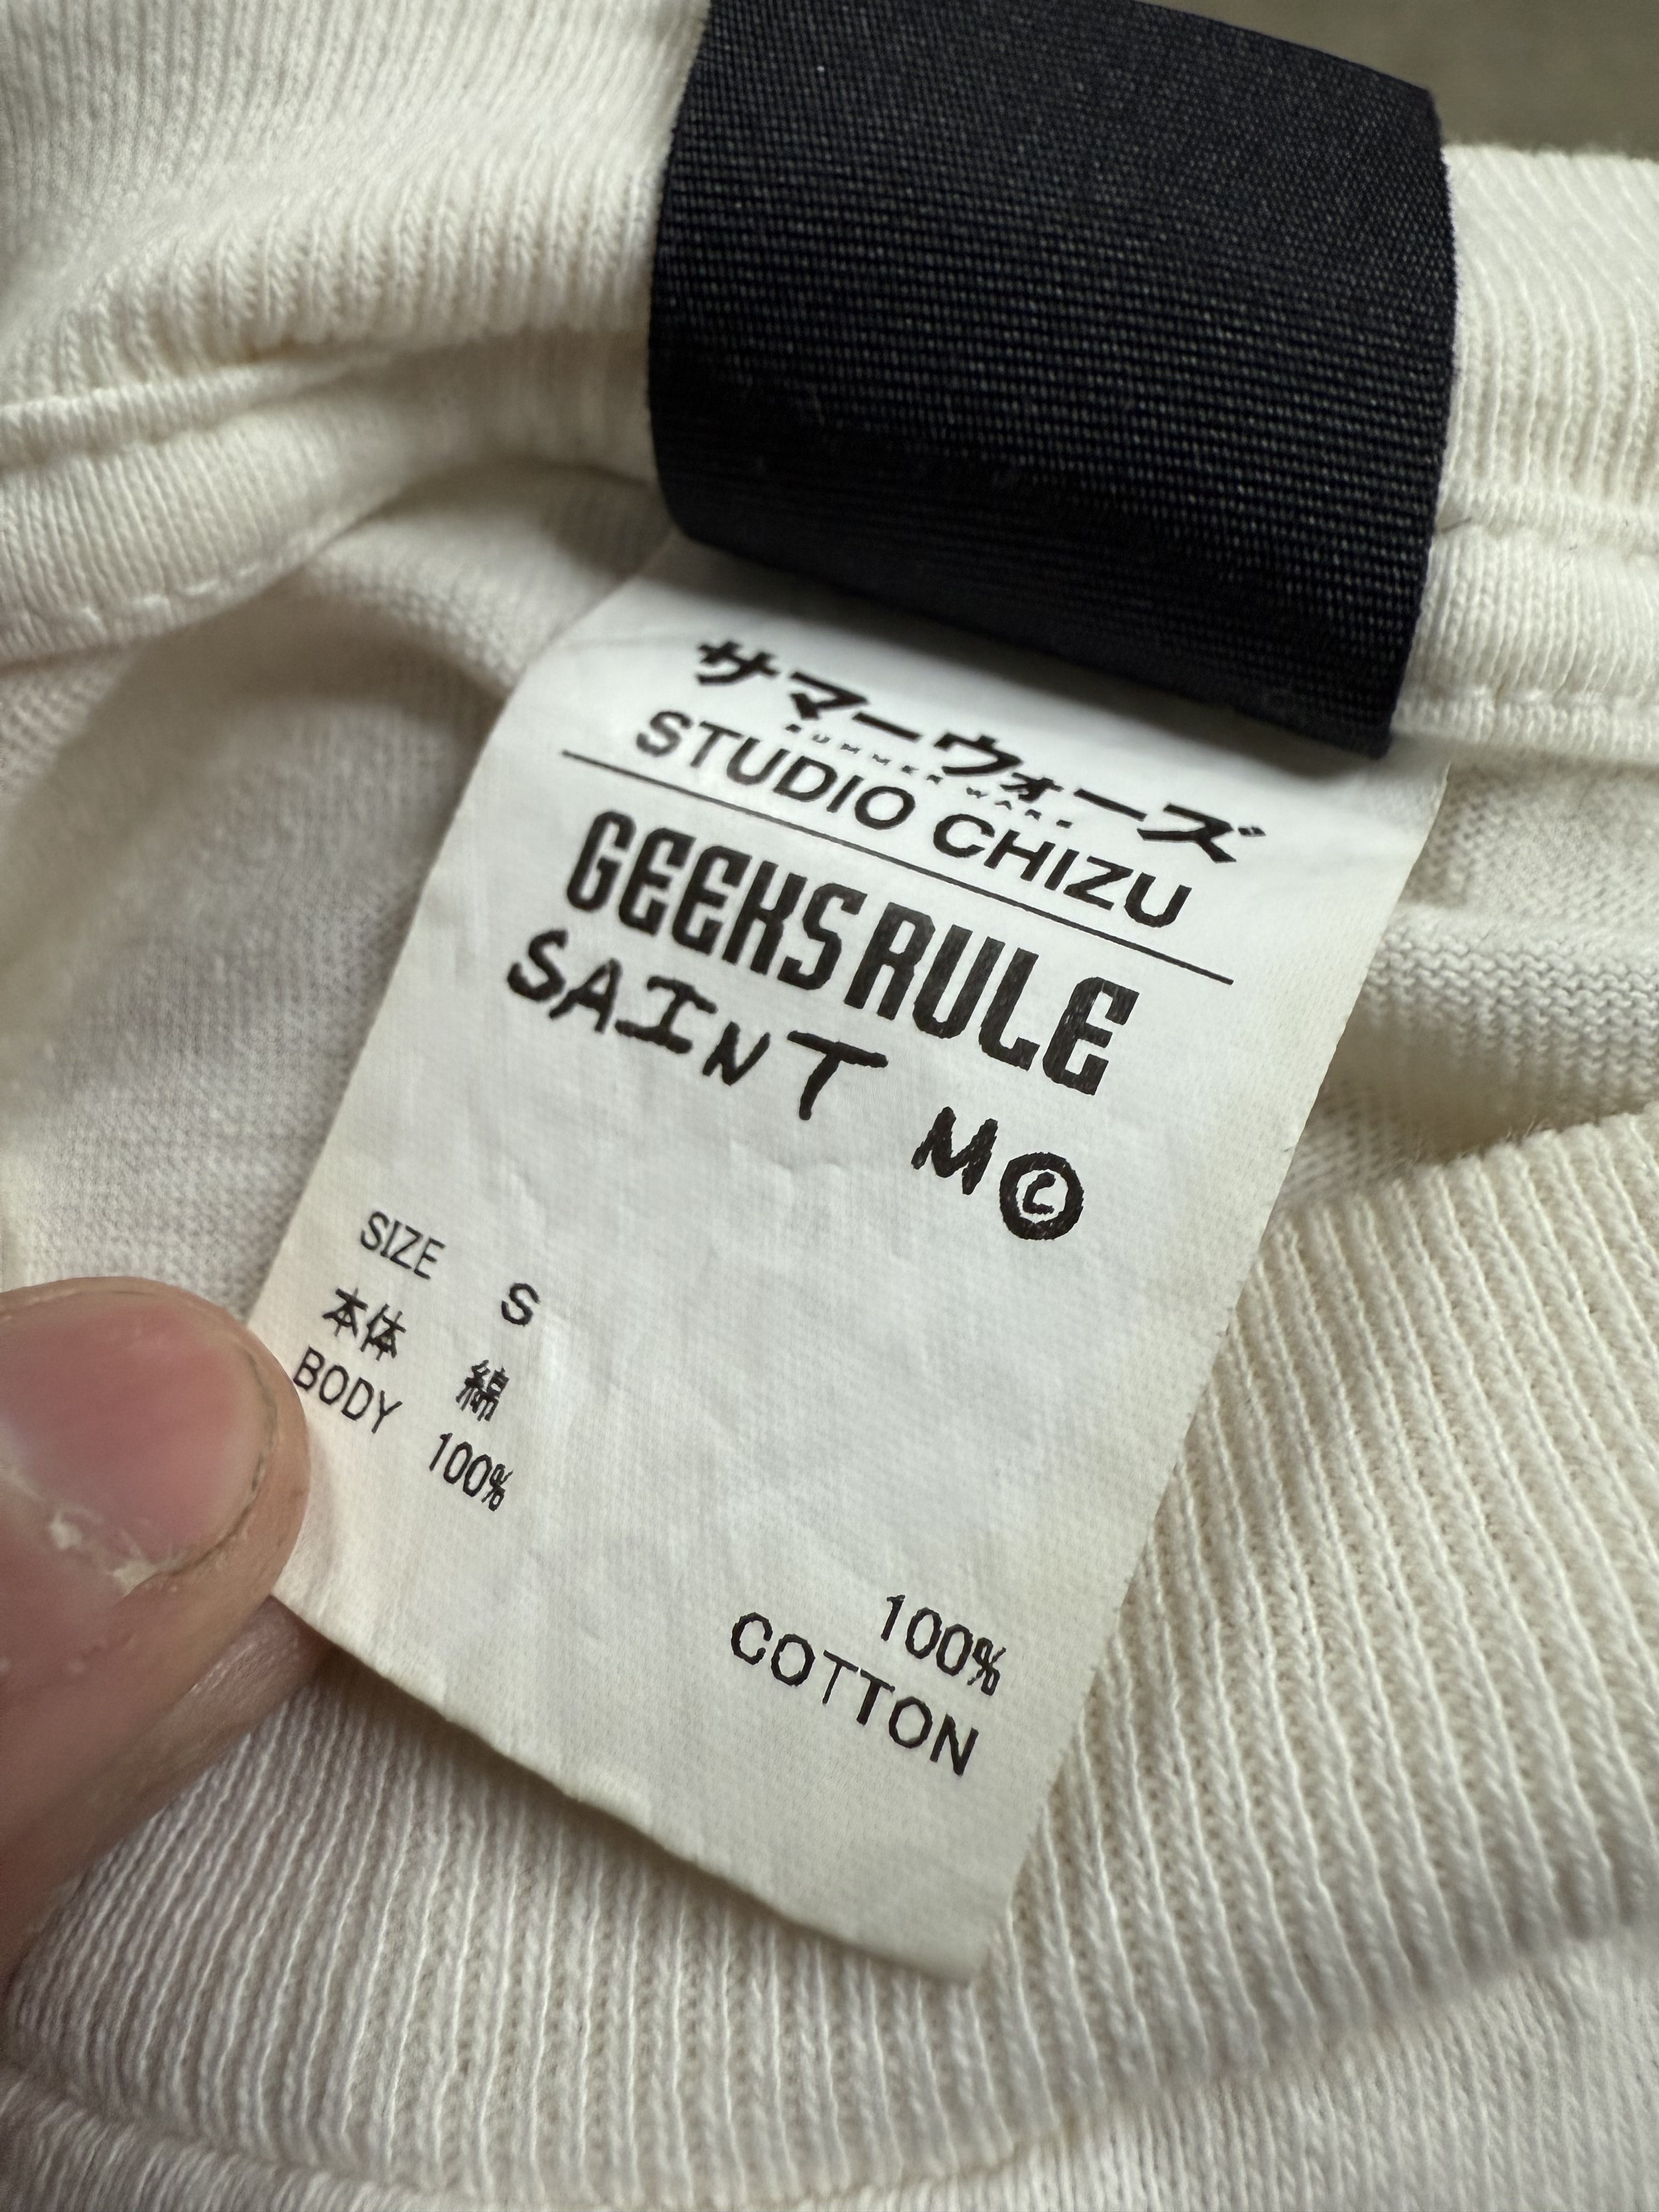 サマーウォーズ
SUMMER WARS
STUDIO CHIZU
GEEKS RULE
SAINT M©
SIZE S
本体 綿 100%
BODY 100% COTTON